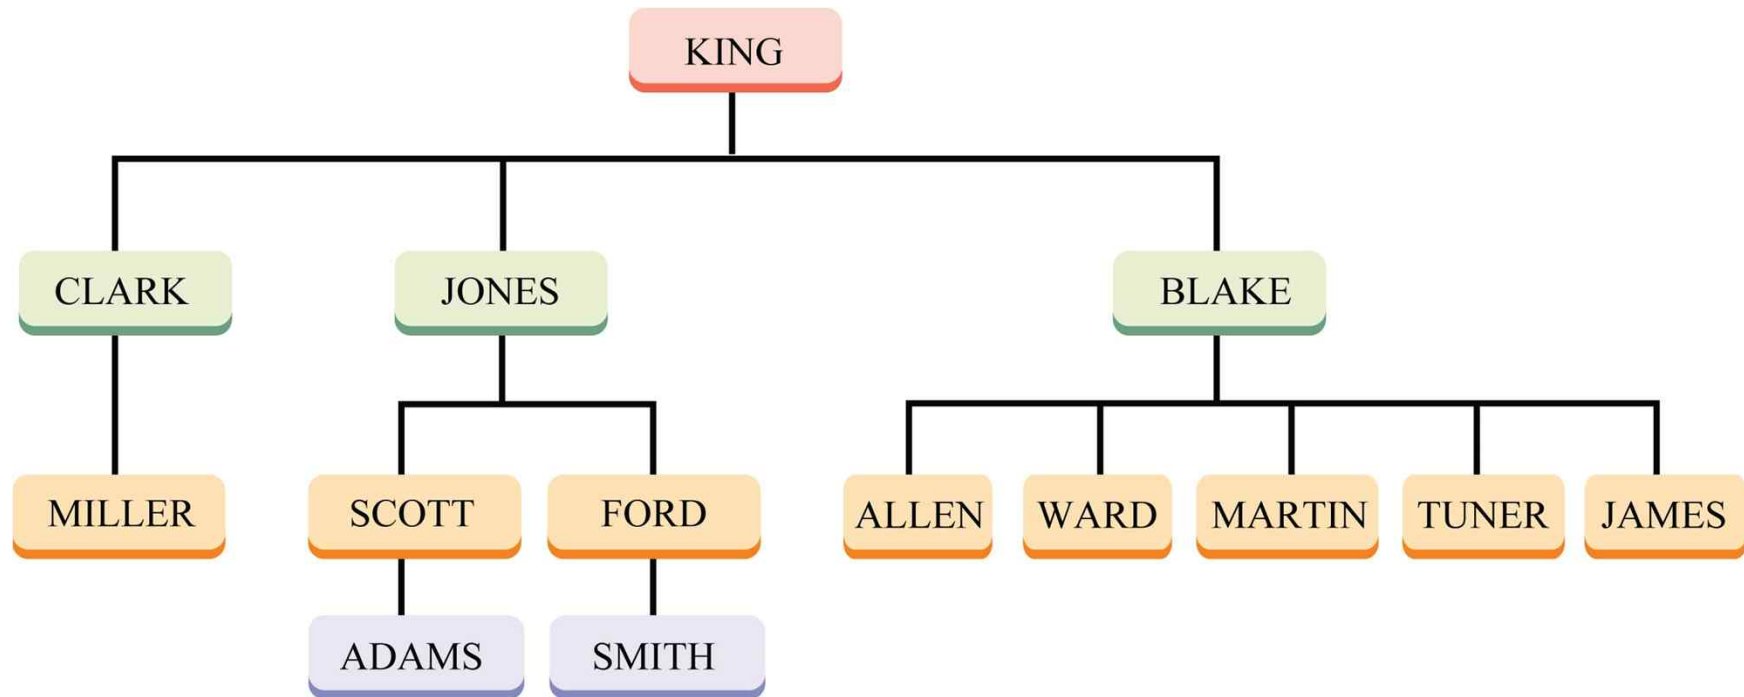 KING
CLARK
JONES
BLAKE
MILLER
SCOTT
FORD
ALLEN
WARD
MARTIN
TUNER
JAMES
ADAMS
SMITH